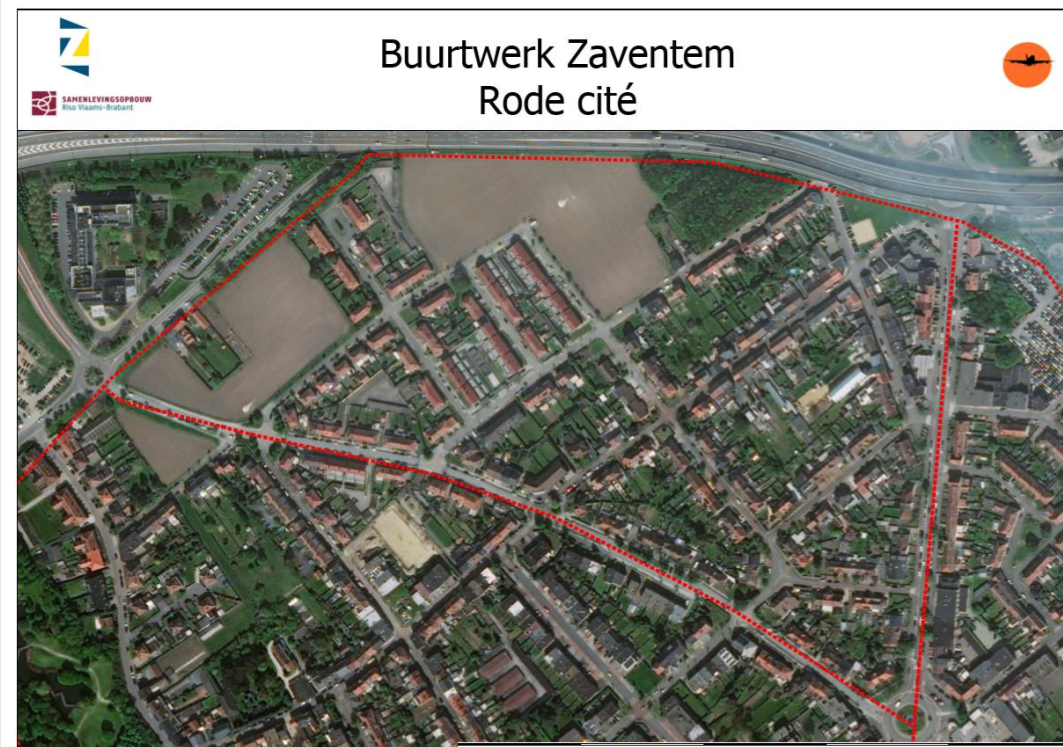 Buurtwerk Zaventem
Rode cité
Z
SAMENLEVINGSOPBOUW
Riso Vlaams-Brabant